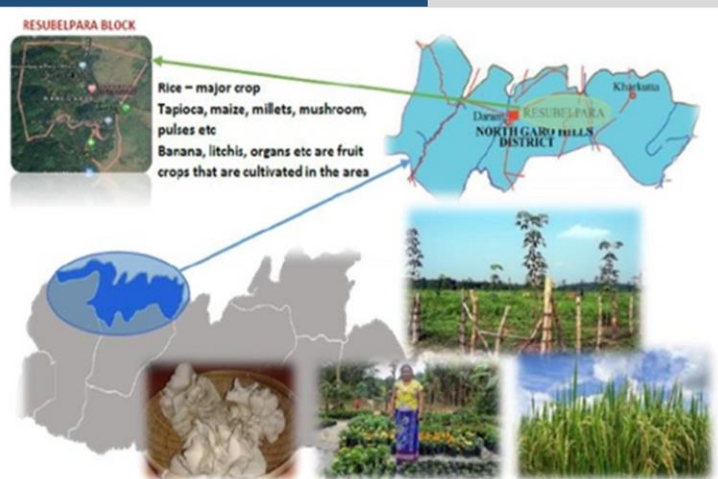 RESUBELPARA BLOCK
Rice – major crop
Tapioca, maize, millets, mushroom,
pulses etc
Banana, litchis, organs etc are fruit
crops that are cultivated in the area
Kharkutta
RESUBELPARA
NORTH GARO HILLS
DISTRICT